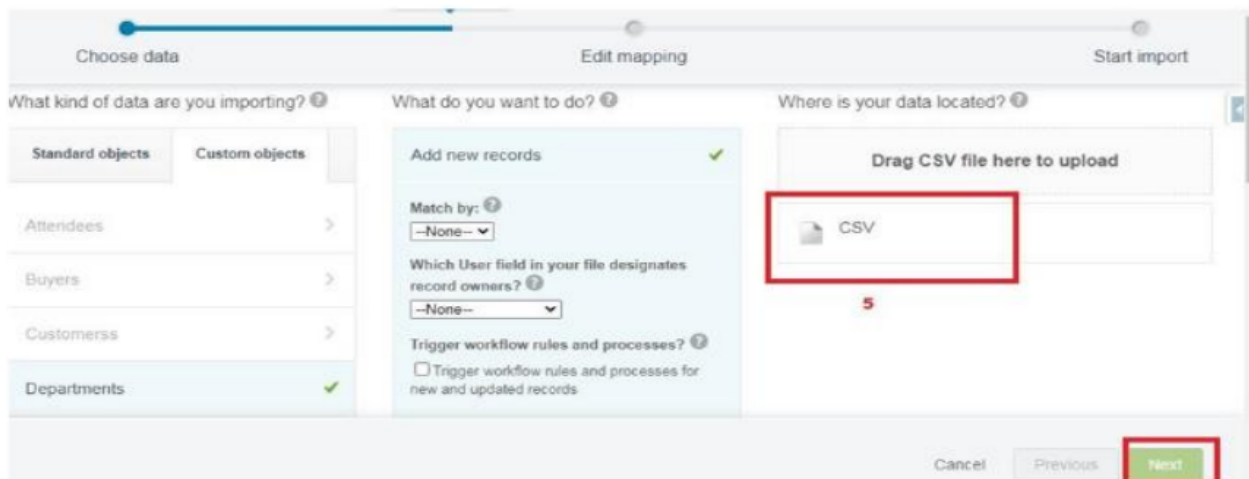 Choose data
Edit mapping
Start import
What kind of data are you importing?
Standard objects
Custom objects
Attendees
Buyers
Customerss
Departments
What do you want to do?
Add new records
Match by:
--None--
Which User field in your file designates
record owners?
--None--
Trigger workflow rules and processes?
Trigger workflow rules and processes for
new and updated records
Where is your data located?
Drag CSV file here to upload
CSV
5
Cancel
Previous
Next